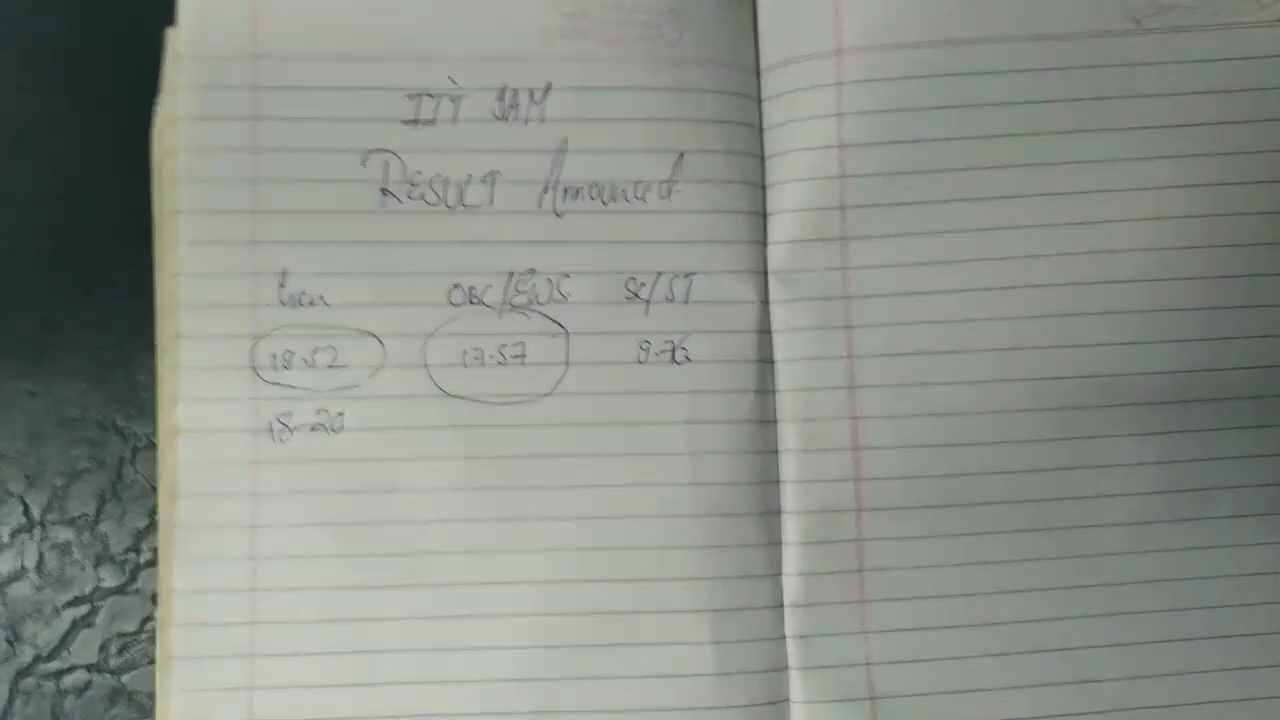 IIT JAM
RESULT Announced
Gen OBC/EWS SC/ST
18.52 17.57 9.76
18-20